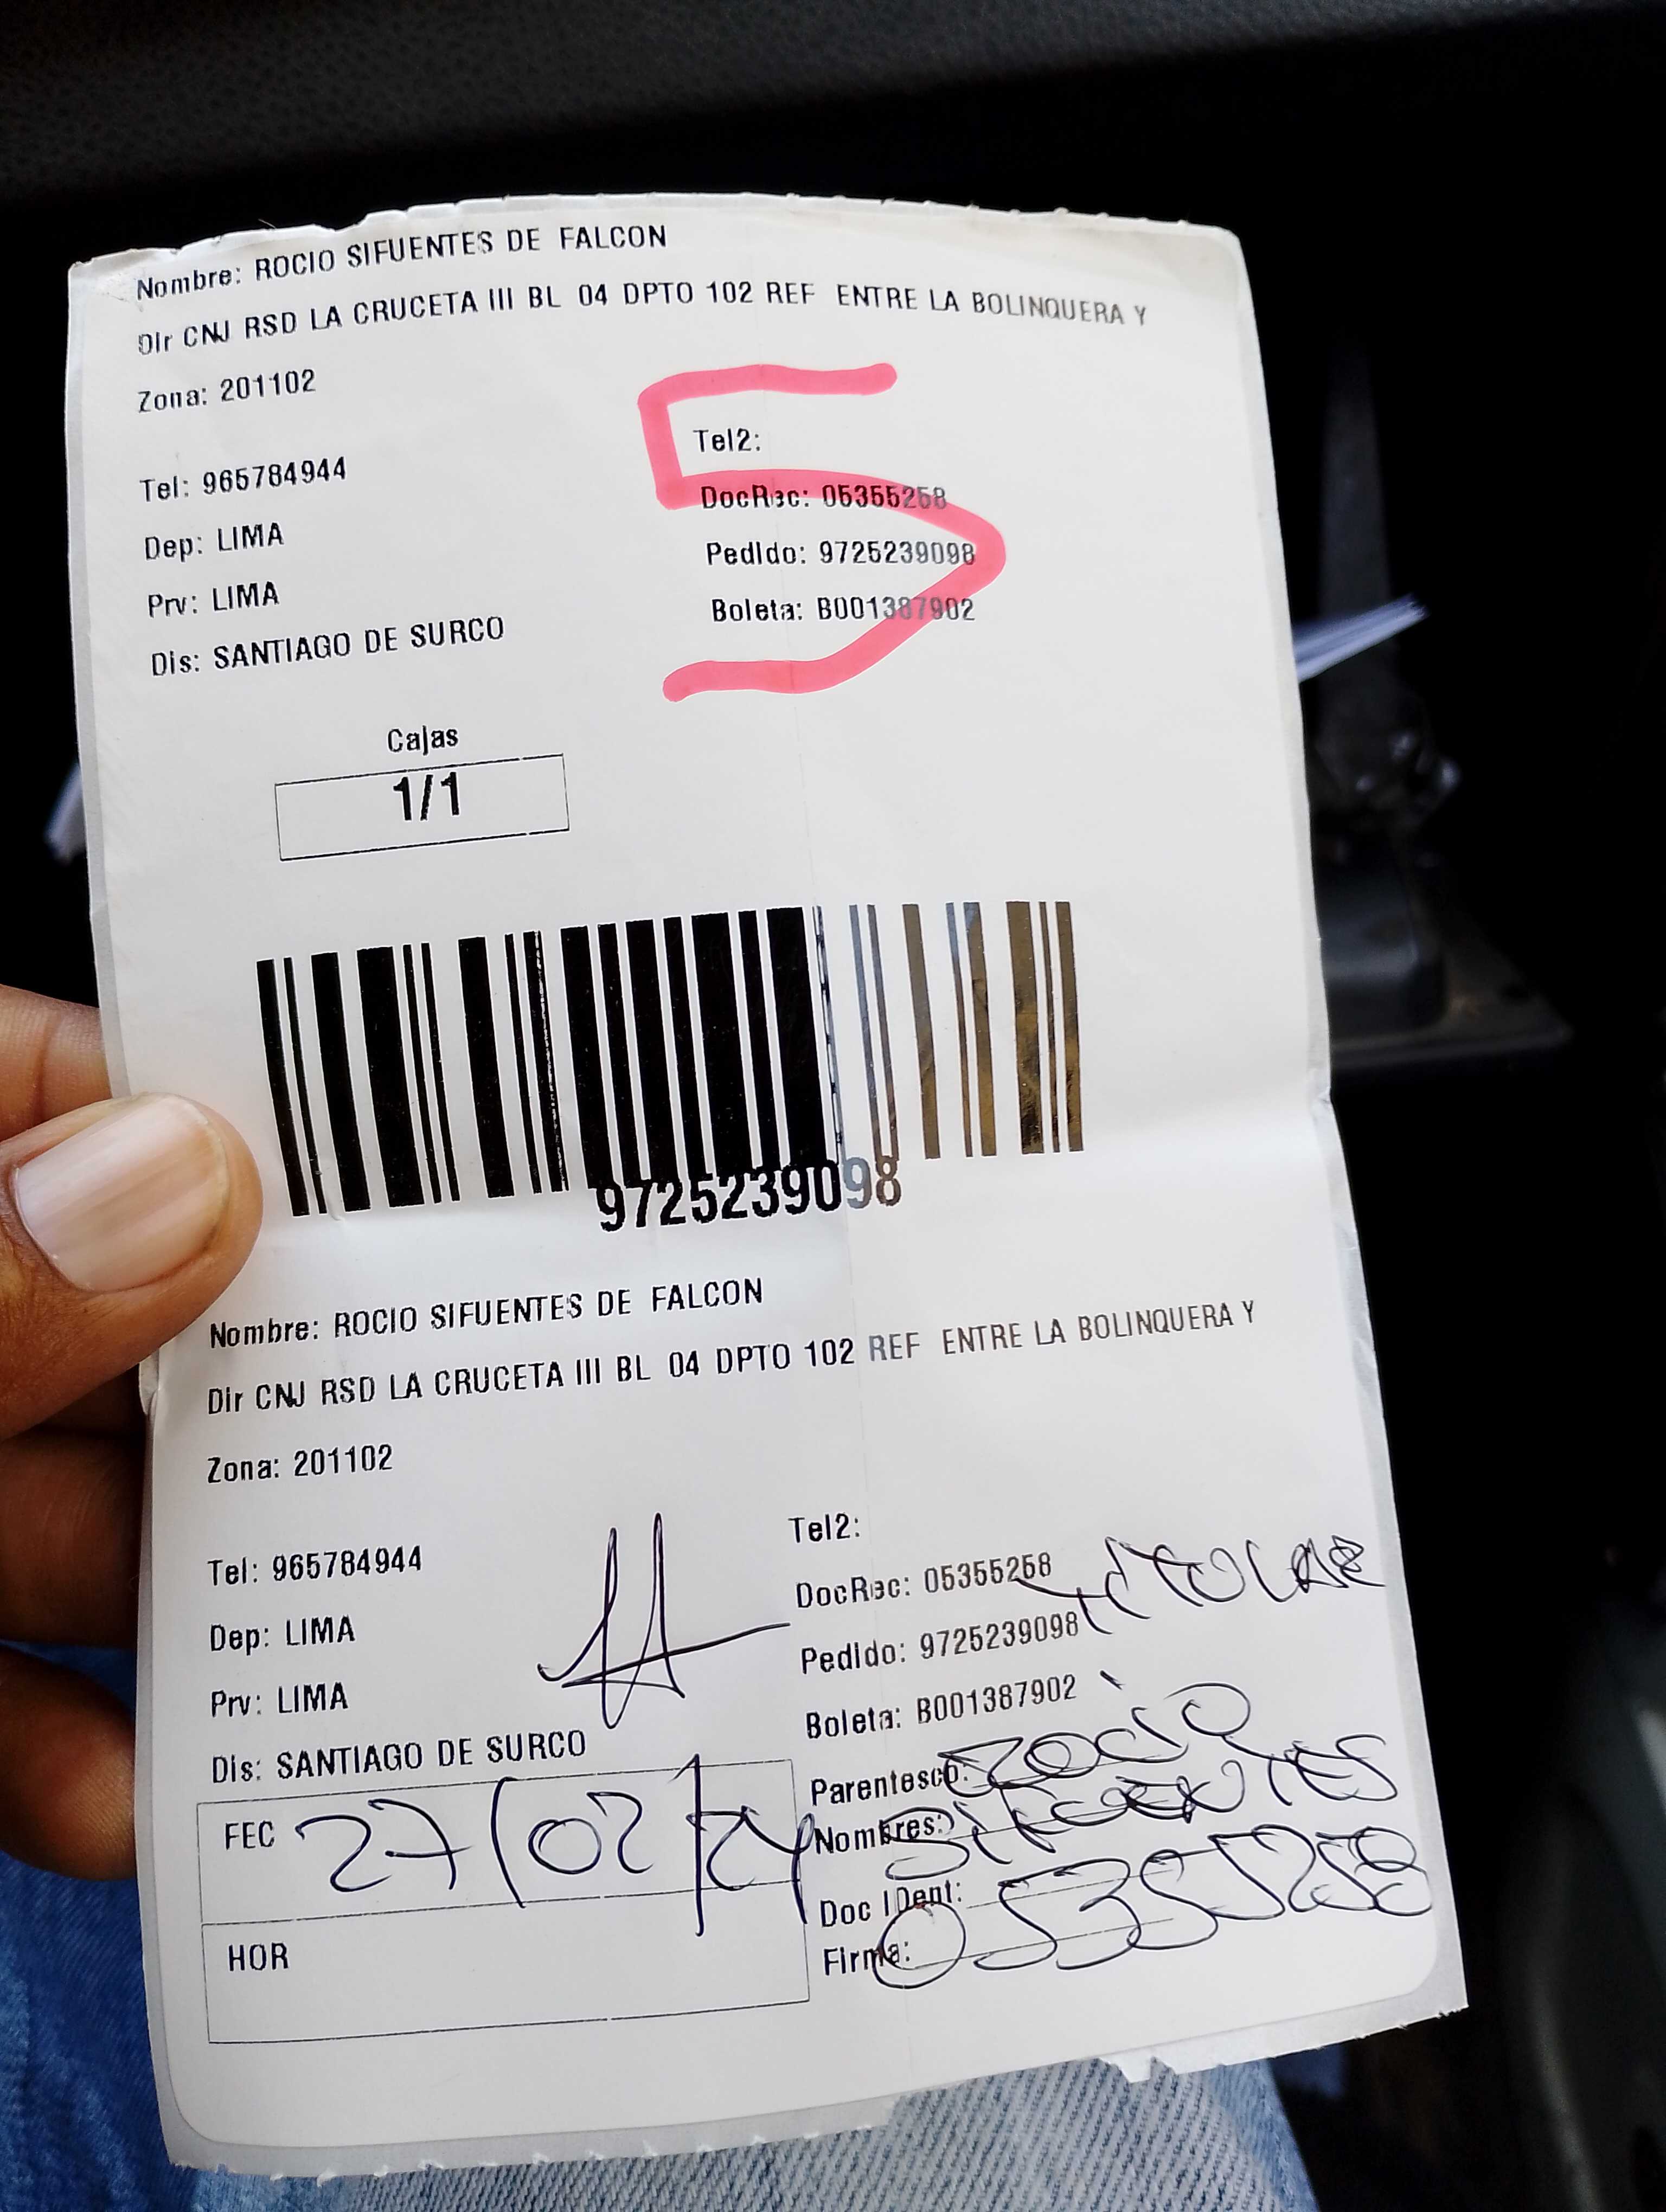 Nombre: ROCIO SIFUENTES DE FALCON
Dir CNJ RSD LA CRUCETA III BL 04 DPTO 102 REF ENTRE LA BOLINQUERA Y
Zona: 201102
5
Tel: 965784944
Tel2:
DocRec: 05355258
Dep: LIMA
Pedido: 9725239098
Prv: LIMA
Boleta: B001387902
Dis: SANTIAGO DE SURCO
Cajas
1/1
9725239098
Nombre: ROCIO SIFUENTES DE FALCON
Dir CNJ RSD LA CRUCETA III BL 04 DPTO 102 REF ENTRE LA BOLINQUERA Y
Zona: 201102
Tel: 965784944
Tel2:
DocRec: 05355258
Dep: LIMA
Pedido: 9725239098
Prv: LIMA
Boleta: B001387902
Dis: SANTIAGO DE SURCO
Parentesco: Rocio
FEC 27/02/24
Nombres: Sifuentes
Doc IDent: 05355258
HOR
Firma: